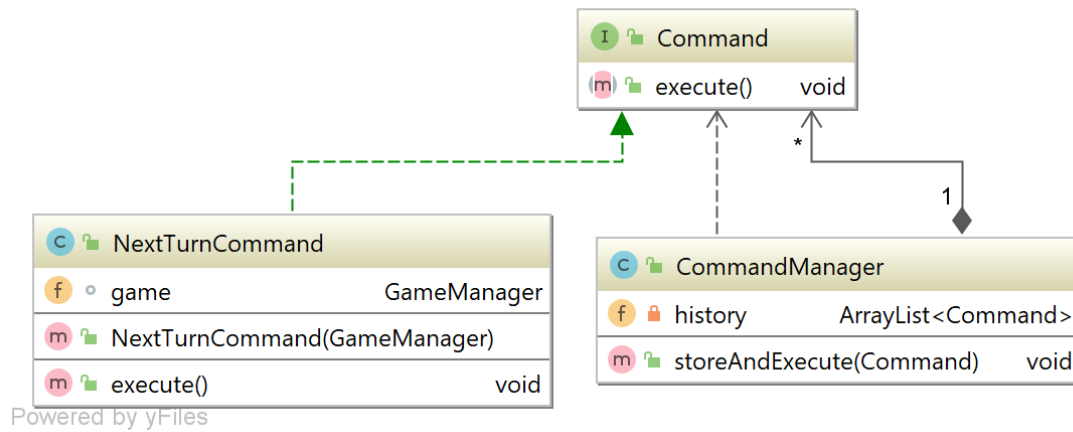 I Command
m execute() void
*
1
C NextTurnCommand
f game GameManager
m NextTurnCommand(GameManager)
m execute() void
C CommandManager
f history ArrayList<Command>
m storeAndExecute(Command) void
Powered by yFiles